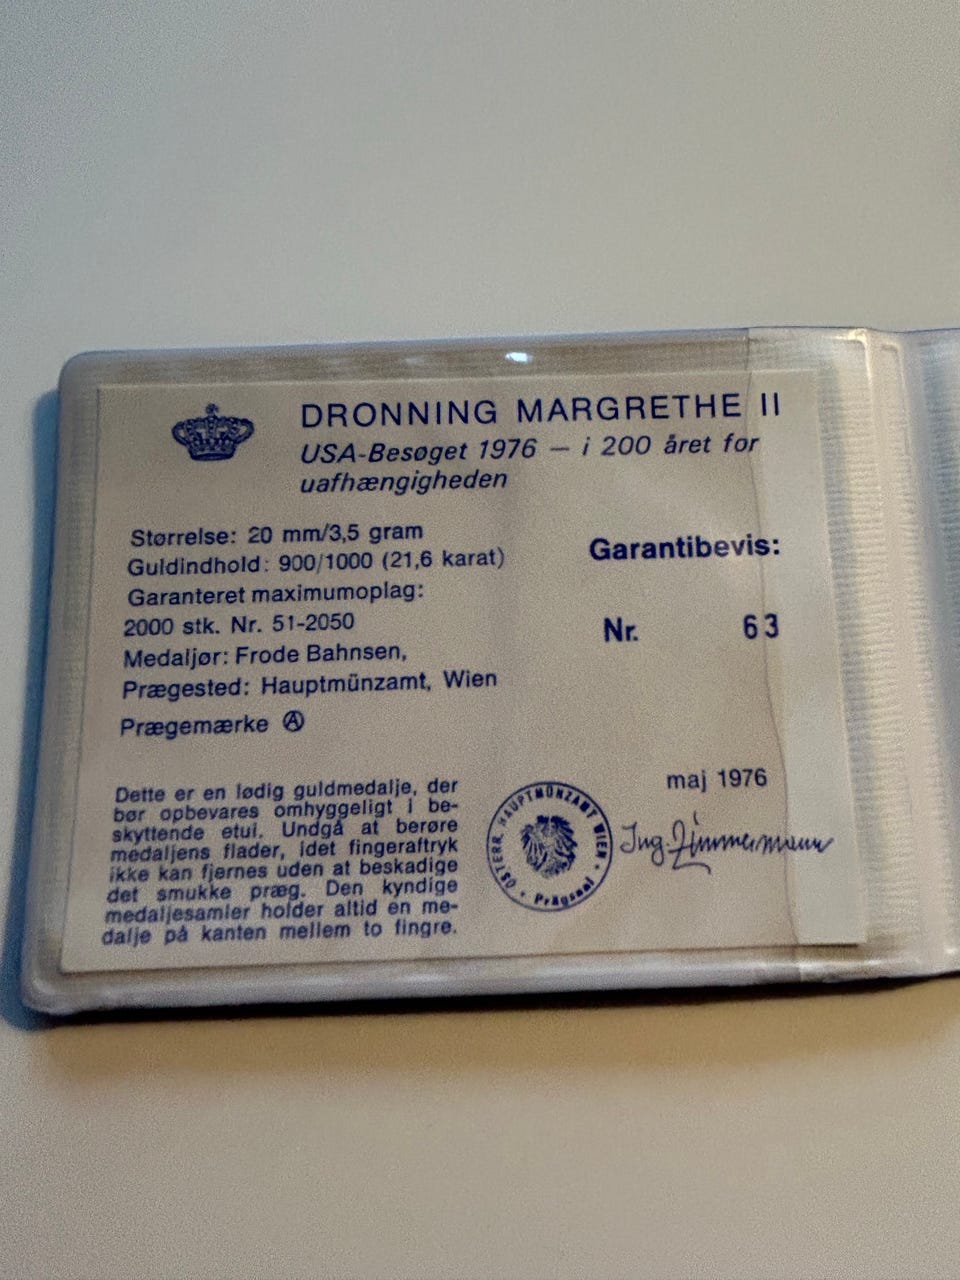 DRONNING MARGRETHE II
USA-Besøget 1976 – i 200 året for
uafhængigheden
Størrelse: 20 mm/3,5 gram
Guldindhold: 900/1000 (21,6 karat)
Garanteret maximumoplag:
2000 stk. Nr. 51-2050
Medaljør: Frode Bahnsen,
Prægested: Hauptmünzamt, Wien
Prægemærke Ⓐ
Garantibevis:
Nr. 63
Dette er en lødig guldmedalje, der
bør opbevares omhyggeligt i be-
skyttende etui. Undgå at berøre
medaljens flader, idet fingeraftryk
ikke kan fjernes uden at beskadige
det smukke præg. Den kyndige
medaljesamler holder altid en me-
dalje på kanten mellem to fingre.
maj 1976
ÖSTERR. HAUPTMÜNZAMT WIEN
Prägsaal
Ing. Zimmermann